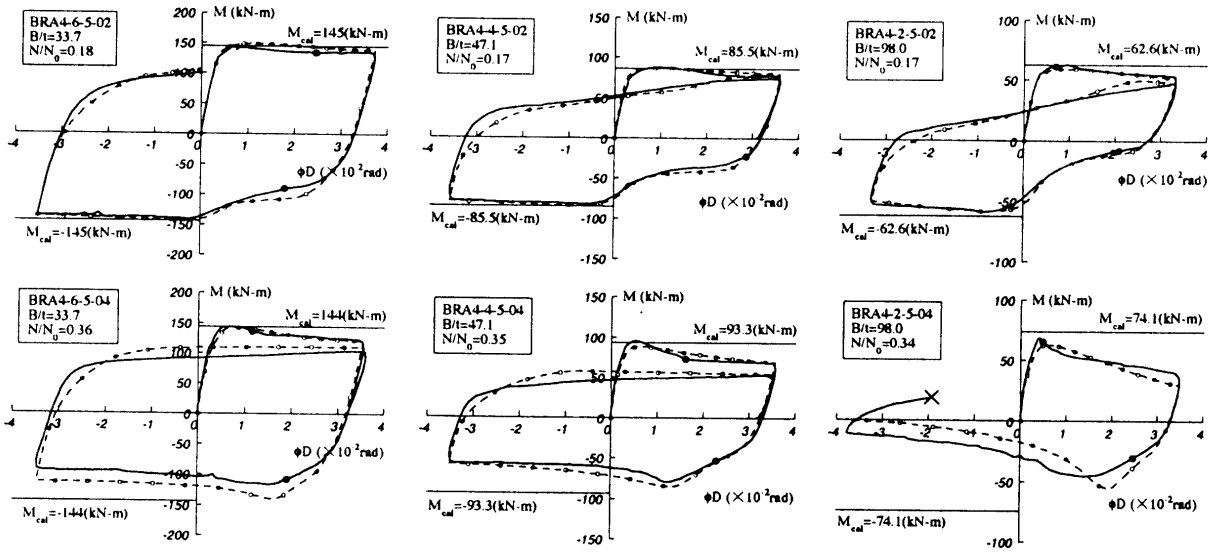 BRA4-6-5-02
B/t=33.7
N/N0=0.18
M (kN-m)
200
150
100
50
0
-50
-100
-150
-200
-4 -3 -2 -1 0 1 2 3 4
Mcal=145(kN-m)
ϕD (×10⁻²rad)
Mcal=-145(kN-m)
BRA4-4-5-02
B/t=47.1
N/N0=0.17
M (kN-m)
150
100
50
0
-50
-100
-150
-4 -3 -2 -1 0 1 2 3 4
Mcal=85.5(kN-m)
ϕD (×10⁻²rad)
Mcal=-85.5(kN-m)
BRA4-2-5-02
B/t=98.0
N/N0=0.17
M (kN-m)
100
50
0
-50
-100
-4 -3 -2 -1 0 1 2 3 4
Mcal=62.6(kN-m)
ϕD (×10⁻²rad)
Mcal=-62.6(kN-m)
BRA4-6-5-04
B/t=33.7
N/N0=0.36
M (kN-m)
200
150
100
50
0
-50
-100
-150
-200
-4 -3 -2 -1 0 1 2 3 4
Mcal=144(kN-m)
ϕD (×10⁻²rad)
Mcal=-144(kN-m)
BRA4-4-5-04
B/t=47.1
N/N0=0.35
M (kN-m)
150
100
50
0
-50
-100
-150
-4 -3 -2 -1 0 1 2 3 4
Mcal=93.3(kN-m)
ϕD (×10⁻²rad)
Mcal=-93.3(kN-m)
BRA4-2-5-04
B/t=98.0
N/N0=0.34
M (kN-m)
100
50
0
-50
-100
-4 -3 -2 -1 0 1 2 3 4
Mcal=74.1(kN-m)
ϕD (×10⁻²rad)
Mcal=-74.1(kN-m)